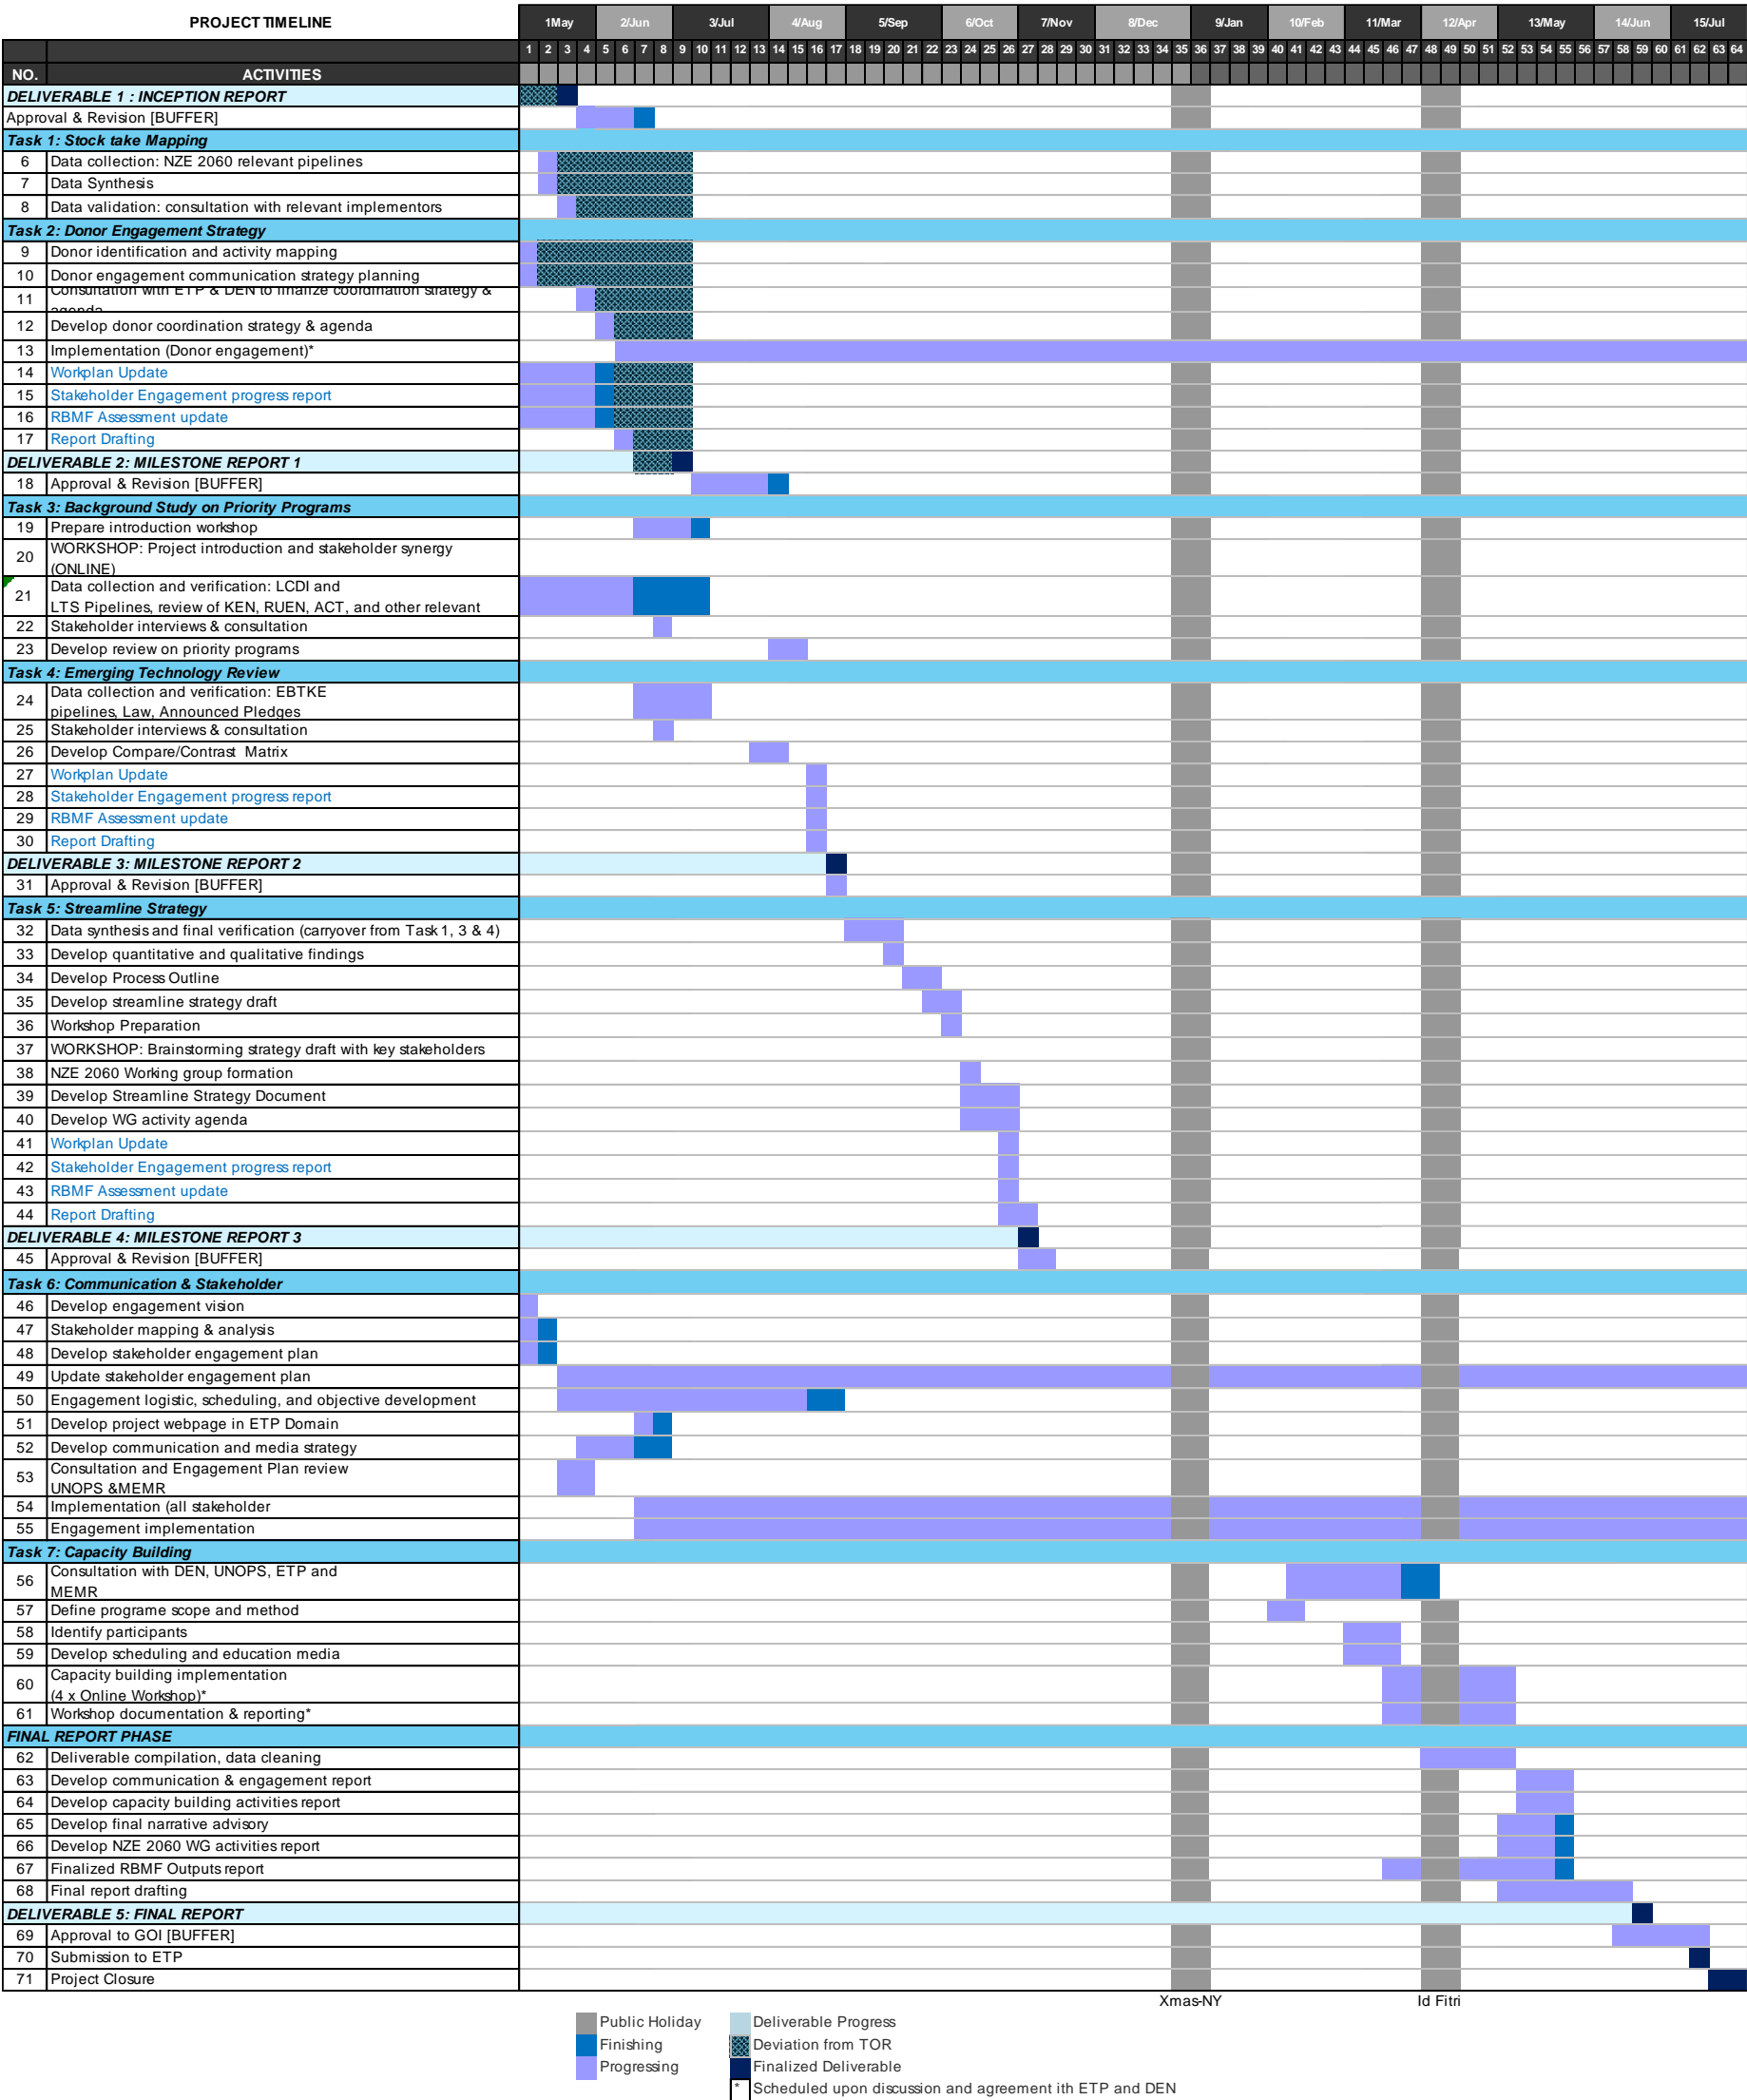 PROJECT TIMELINE
1May 2/Jun 3/Jul 4/Aug 5/Sep 6/Oct 7/Nov 8/Dec 9/Jan 10/Feb 11/Mar 12/Apr 13/May 14/Jun 15/Jul
1 2 3 4 5 6 7 8 9 10 11 12 13 14 15 16 17 18 19 20 21 22 23 24 25 26 27 28 29 30 31 32 33 34 35 36 37 38 39 40 41 42 43 44 45 46 47 48 49 50 51 52 53 54 55 56 57 58 59 60 61 62 63 64
NO. ACTIVITIES
DELIVERABLE 1 : INCEPTION REPORT
Approval & Revision [BUFFER]
Task 1: Stock take Mapping
6 Data collection: NZE 2060 relevant pipelines
7 Data Synthesis
8 Data validation: consultation with relevant implementors
Task 2: Donor Engagement Strategy
9 Donor identification and activity mapping
10 Donor engagement communication strategy planning
11 Consultation with ETP & DEN to finalize coordination strategy &
agenda
12 Develop donor coordination strategy & agenda
13 Implementation (Donor engagement)*
14 Workplan Update
15 Stakeholder Engagement progress report
16 RBMF Assessment update
17 Report Drafting
DELIVERABLE 2: MILESTONE REPORT 1
18 Approval & Revision [BUFFER]
Task 3: Background Study on Priority Programs
19 Prepare introduction workshop
20 WORKSHOP: Project introduction and stakeholder synergy
(ONLINE)
21 Data collection and verification: LCDI and
LTS Pipelines, review of KEN, RUEN, ACT, and other relevant
22 Stakeholder interviews & consultation
23 Develop review on priority programs
Task 4: Emerging Technology Review
24 Data collection and verification: EBTKE
pipelines, Law, Announced Pledges
25 Stakeholder interviews & consultation
26 Develop Compare/Contrast Matrix
27 Workplan Update
28 Stakeholder Engagement progress report
29 RBMF Assessment update
30 Report Drafting
DELIVERABLE 3: MILESTONE REPORT 2
31 Approval & Revision [BUFFER]
Task 5: Streamline Strategy
32 Data synthesis and final verification (carryover from Task 1, 3 & 4)
33 Develop quantitative and qualitative findings
34 Develop Process Outline
35 Develop streamline strategy draft
36 Workshop Preparation
37 WORKSHOP: Brainstorming strategy draft with key stakeholders
38 NZE 2060 Working group formation
39 Develop Streamline Strategy Document
40 Develop WG activity agenda
41 Workplan Update
42 Stakeholder Engagement progress report
43 RBMF Assessment update
44 Report Drafting
DELIVERABLE 4: MILESTONE REPORT 3
45 Approval & Revision [BUFFER]
Task 6: Communication & Stakeholder
46 Develop engagement vision
47 Stakeholder mapping & analysis
48 Develop stakeholder engagement plan
49 Update stakeholder engagement plan
50 Engagement logistic, scheduling, and objective development
51 Develop project webpage in ETP Domain
52 Develop communication and media strategy
53 Consultation and Engagement Plan review
UNOPS &MEMR
54 Implementation (all stakeholder
55 Engagement implementation
Task 7: Capacity Building
56 Consultation with DEN, UNOPS, ETP and
MEMR
57 Define programe scope and method
58 Identify participants
59 Develop scheduling and education media
60 Capacity building implementation
(4 x Online Workshop)*
61 Workshop documentation & reporting*
FINAL REPORT PHASE
62 Deliverable compilation, data cleaning
63 Develop communication & engagement report
64 Develop capacity building activities report
65 Develop final narrative advisory
66 Develop NZE 2060 WG activities report
67 Finalized RBMF Outputs report
68 Final report drafting
DELIVERABLE 5: FINAL REPORT
69 Approval to GOI [BUFFER]
70 Submission to ETP
71 Project Closure
Xmas-NY Id Fitri
Public Holiday Deliverable Progress
Finishing Deviation from TOR
Progressing Finalized Deliverable
* Scheduled upon discussion and agreement ith ETP and DEN